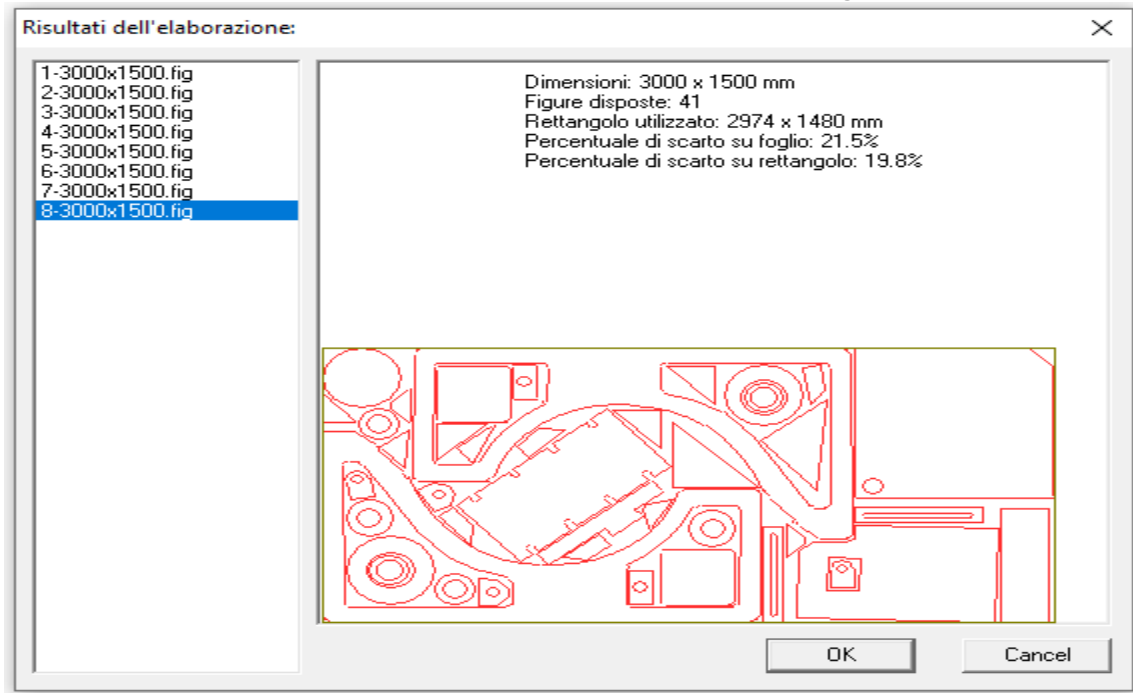 Risultati dell'elaborazione:
1-3000x1500.fig
2-3000x1500.fig
3-3000x1500.fig
4-3000x1500.fig
5-3000x1500.fig
6-3000x1500.fig
7-3000x1500.fig
8-3000x1500.fig
Dimensioni: 3000 x 1500 mm
Figure disposte: 41
Rettangolo utilizzato: 2974 x 1480 mm
Percentuale di scarto su foglio: 21.5%
Percentuale di scarto su rettangolo: 19.8%
OK
Cancel